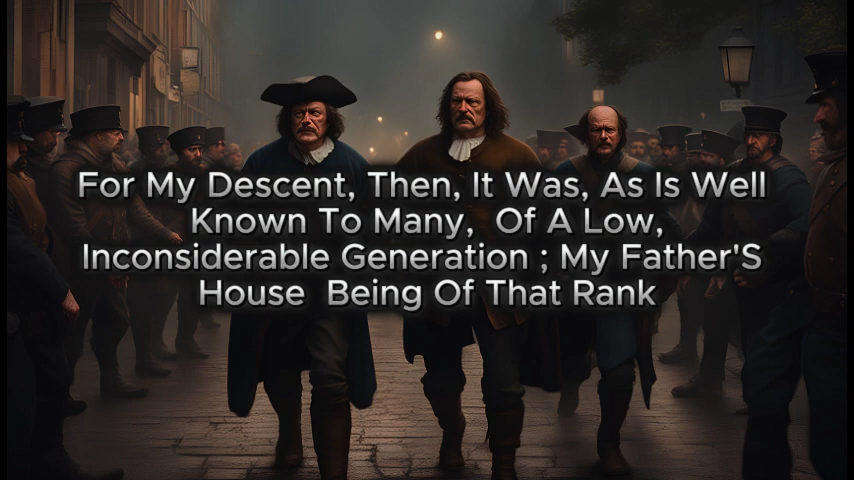 For My Descent, Then, It Was, As Is Well
Known To Many,  Of A Low,
Inconsiderable Generation ; My Father'S
House  Being Of That Rank